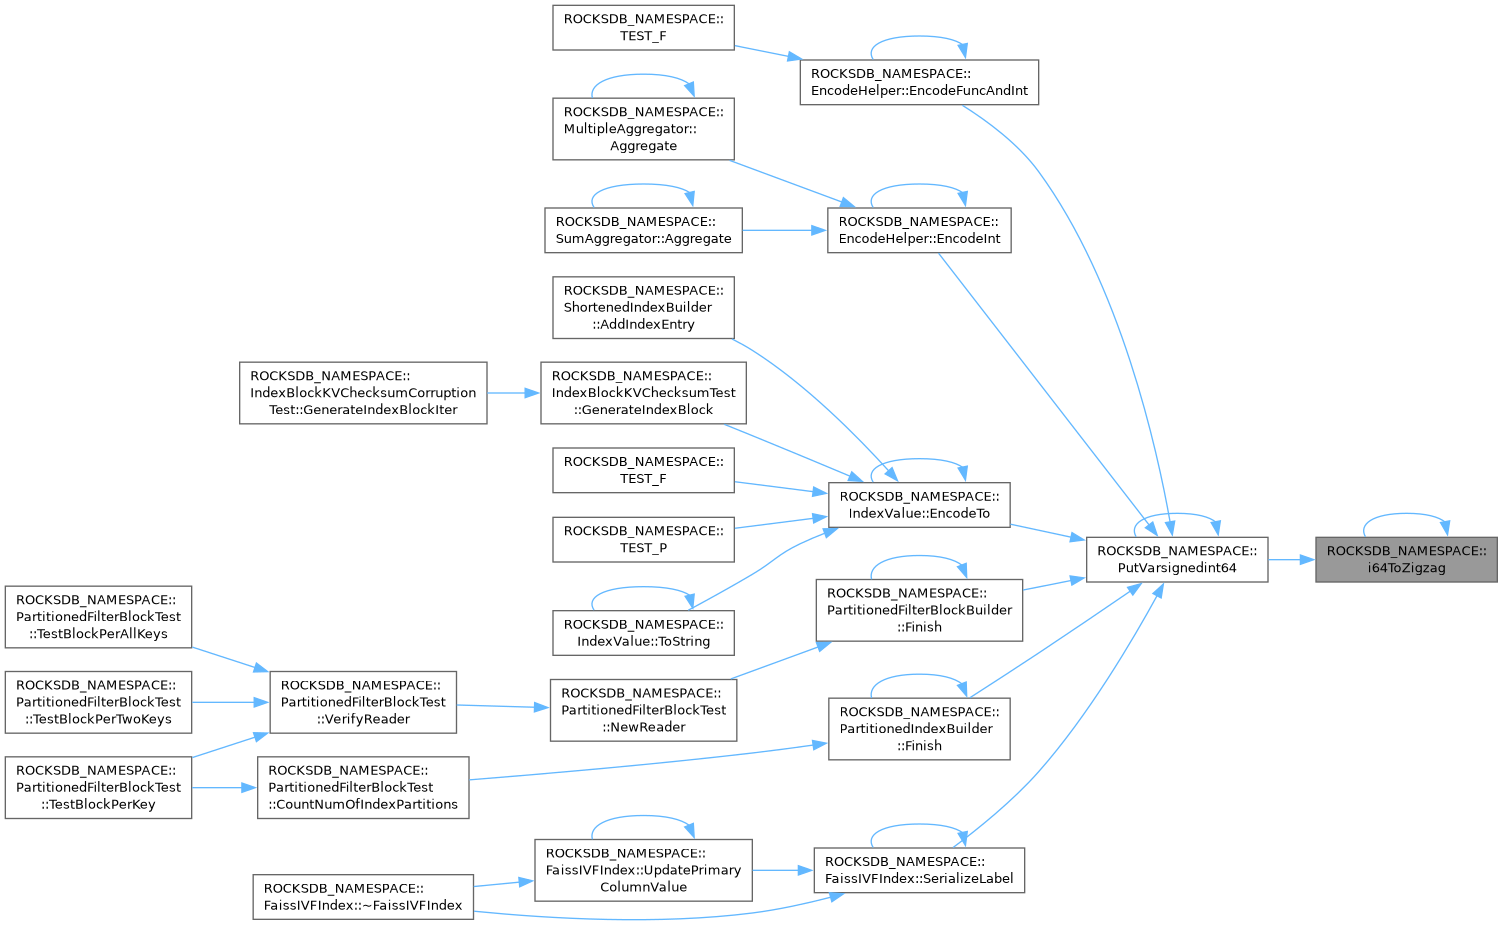 ROCKSDB_NAMESPACE::
TEST_F
ROCKSDB_NAMESPACE::
EncodeHelper::EncodeFuncAndInt
ROCKSDB_NAMESPACE::
MultipleAggregator::
Aggregate
ROCKSDB_NAMESPACE::
SumAggregator::Aggregate
ROCKSDB_NAMESPACE::
EncodeHelper::EncodeInt
ROCKSDB_NAMESPACE::
ShortenedIndexBuilder
::AddIndexEntry
ROCKSDB_NAMESPACE::
IndexBlockKVChecksumCorruption
Test::GenerateIndexBlockIter
ROCKSDB_NAMESPACE::
IndexBlockKVChecksumTest
::GenerateIndexBlock
ROCKSDB_NAMESPACE::
TEST_F
ROCKSDB_NAMESPACE::
IndexValue::EncodeTo
ROCKSDB_NAMESPACE::
TEST_P
ROCKSDB_NAMESPACE::
PutVarsignedint64
ROCKSDB_NAMESPACE::
i64ToZigzag
ROCKSDB_NAMESPACE::
PartitionedFilterBlockTest
::TestBlockPerAllKeys
ROCKSDB_NAMESPACE::
IndexValue::ToString
ROCKSDB_NAMESPACE::
PartitionedFilterBlockBuilder
::Finish
ROCKSDB_NAMESPACE::
PartitionedFilterBlockTest
::TestBlockPerTwoKeys
ROCKSDB_NAMESPACE::
PartitionedFilterBlockTest
::VerifyReader
ROCKSDB_NAMESPACE::
PartitionedFilterBlockTest
::NewReader
ROCKSDB_NAMESPACE::
PartitionedIndexBuilder
::Finish
ROCKSDB_NAMESPACE::
PartitionedFilterBlockTest
::TestBlockPerKey
ROCKSDB_NAMESPACE::
PartitionedFilterBlockTest
::CountNumOfIndexPartitions
ROCKSDB_NAMESPACE::
FaissIVFIndex::UpdatePrimary
ColumnValue
ROCKSDB_NAMESPACE::
FaissIVFIndex::SerializeLabel
ROCKSDB_NAMESPACE::
FaissIVFIndex::~FaissIVFIndex